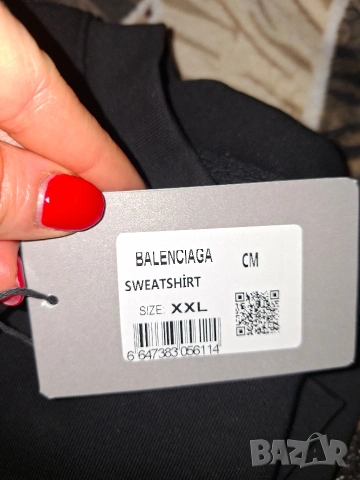 BALENCIAGA CM
SWEATSHİRT
SIZE: XXL
6 647383 056114
BAZAR